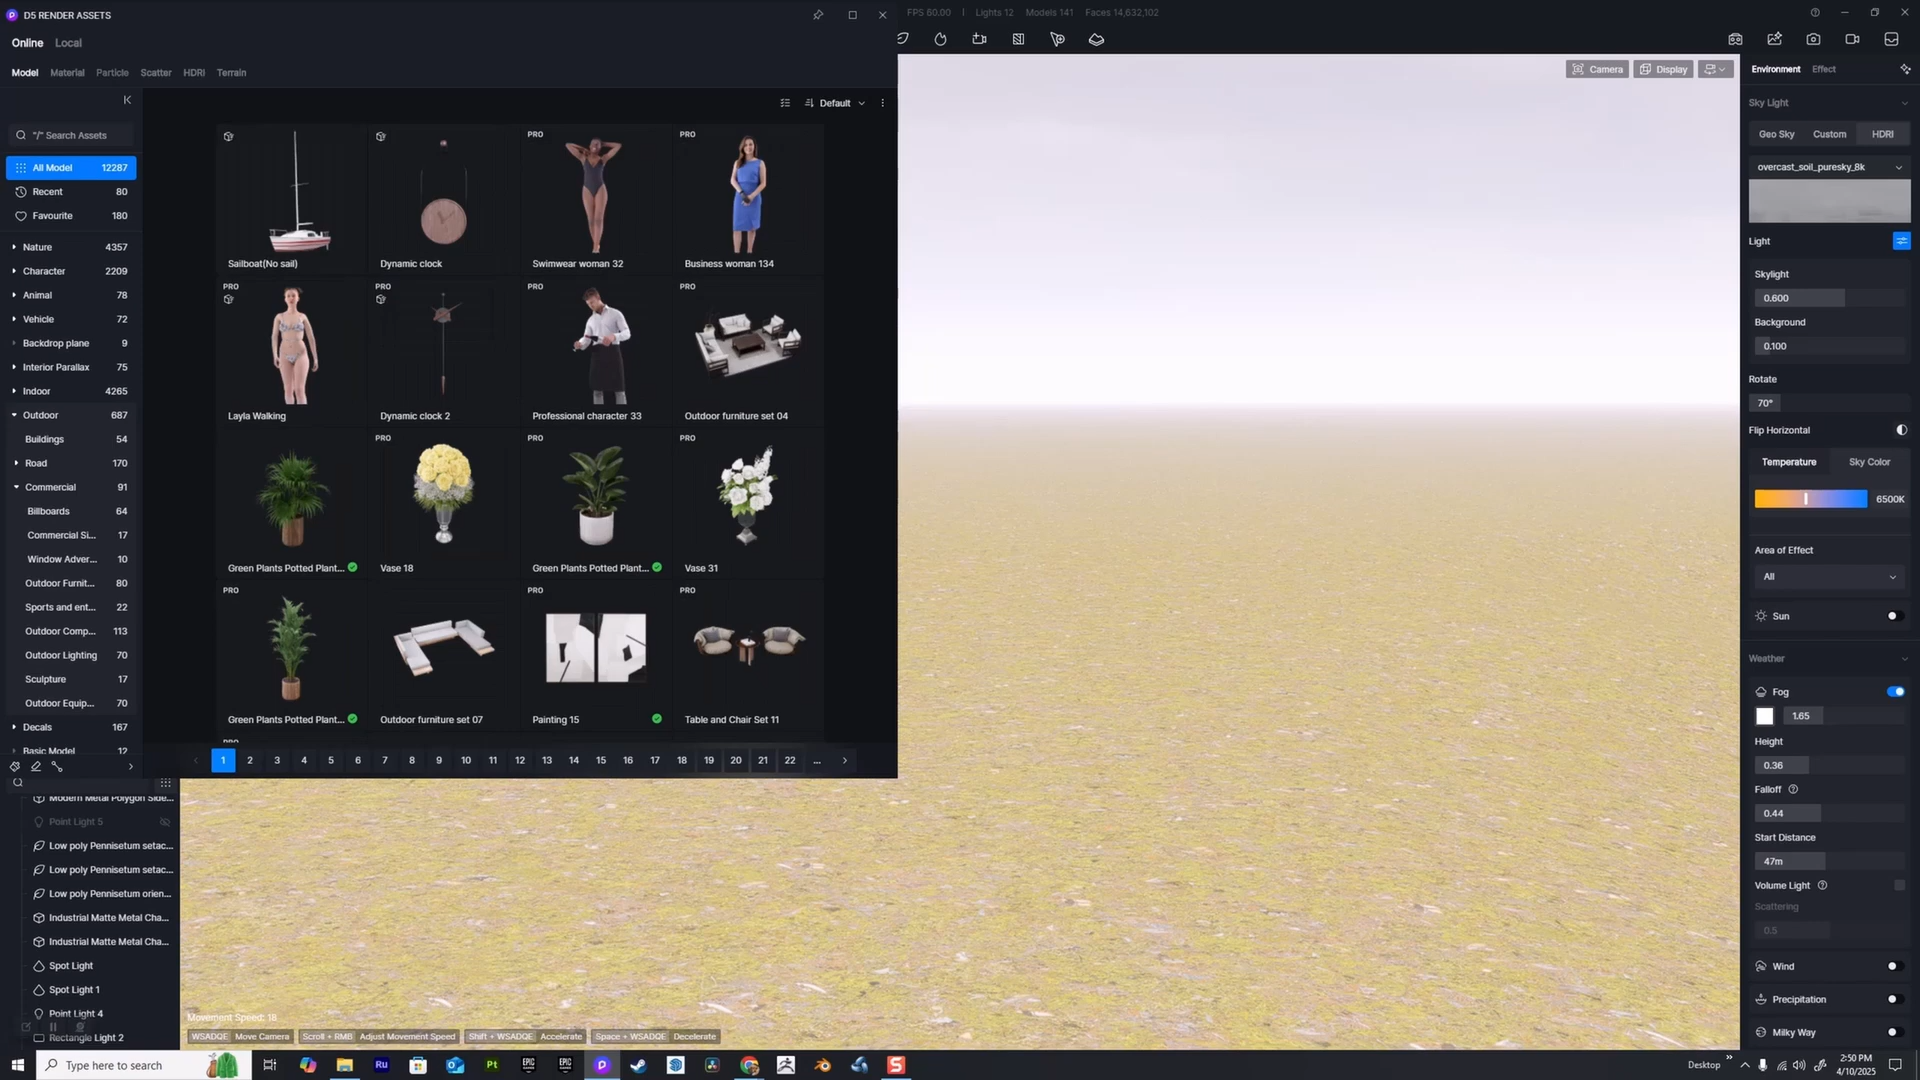 D5 RENDER ASSETS
FPS 60.00 | Lights 12 Models 141 Faces 14,632,102
Online Local
Model Material Particle Scatter HDRI Terrain
Camera Display
Environment Effect
Sky Light
Default
"/" Search Assets
All Model 12287
Recent 80
Favourite 180
Nature 4357
Character 2209
Animal 78
Vehicle 72
Backdrop plane 9
Interior Parallax 75
Indoor 4265
Outdoor 687
Buildings 54
Road 170
Commercial 91
Billboards 64
Commercial Si... 17
Window Adver... 10
Outdoor Furnit... 80
Sports and ent... 22
Outdoor Comp... 113
Outdoor Lighting 70
Sculpture 17
Outdoor Equip... 70
Decals 167
Basic Model 12
PRO PRO
Sailboat(No sail) Dynamic clock Swimwear woman 32 Business woman 134
PRO PRO PRO PRO
Layla Walking Dynamic clock 2 Professional character 33 Outdoor furniture set 04
PRO PRO PRO
Green Plants Potted Plant... Vase 18 Green Plants Potted Plant... Vase 31
PRO PRO PRO
Green Plants Potted Plant... Outdoor furniture set 07 Painting 15 Table and Chair Set 11
PRO
1 2 3 4 5 6 7 8 9 10 11 12 13 14 15 16 17 18 19 20 21 22 ...
Modern Metal Polygon Side...
Point Light 5
Low poly Pennisetum setac...
Low poly Pennisetum setac...
Low poly Pennisetum orien...
Industrial Matte Metal Cha...
Industrial Matte Metal Cha...
Spot Light
Spot Light 1
Point Light 4
Rectangle Light 2
Movement Speed: 18
WSADQE Move Camera Scroll + RMB Adjust Movement Speed Shift + WSADQE Accelerate Space + WSADQE Decelerate
Geo Sky Custom HDRI
overcast_soil_puresky_8k
Light
Skylight
0.600
Background
0.100
Rotate
70°
Flip Horizontal
Temperature Sky Color
6500K
Area of Effect
All
Sun
Weather
Fog
1.65
Height
0.36
Falloff
0.44
Start Distance
47m
Volume Light
Scattering
0.5
Wind
Precipitation
Milky Way
Type here to search
Ru
Pt
EPIC
EPIC
S
Desktop
2:50 PM
4/10/2025